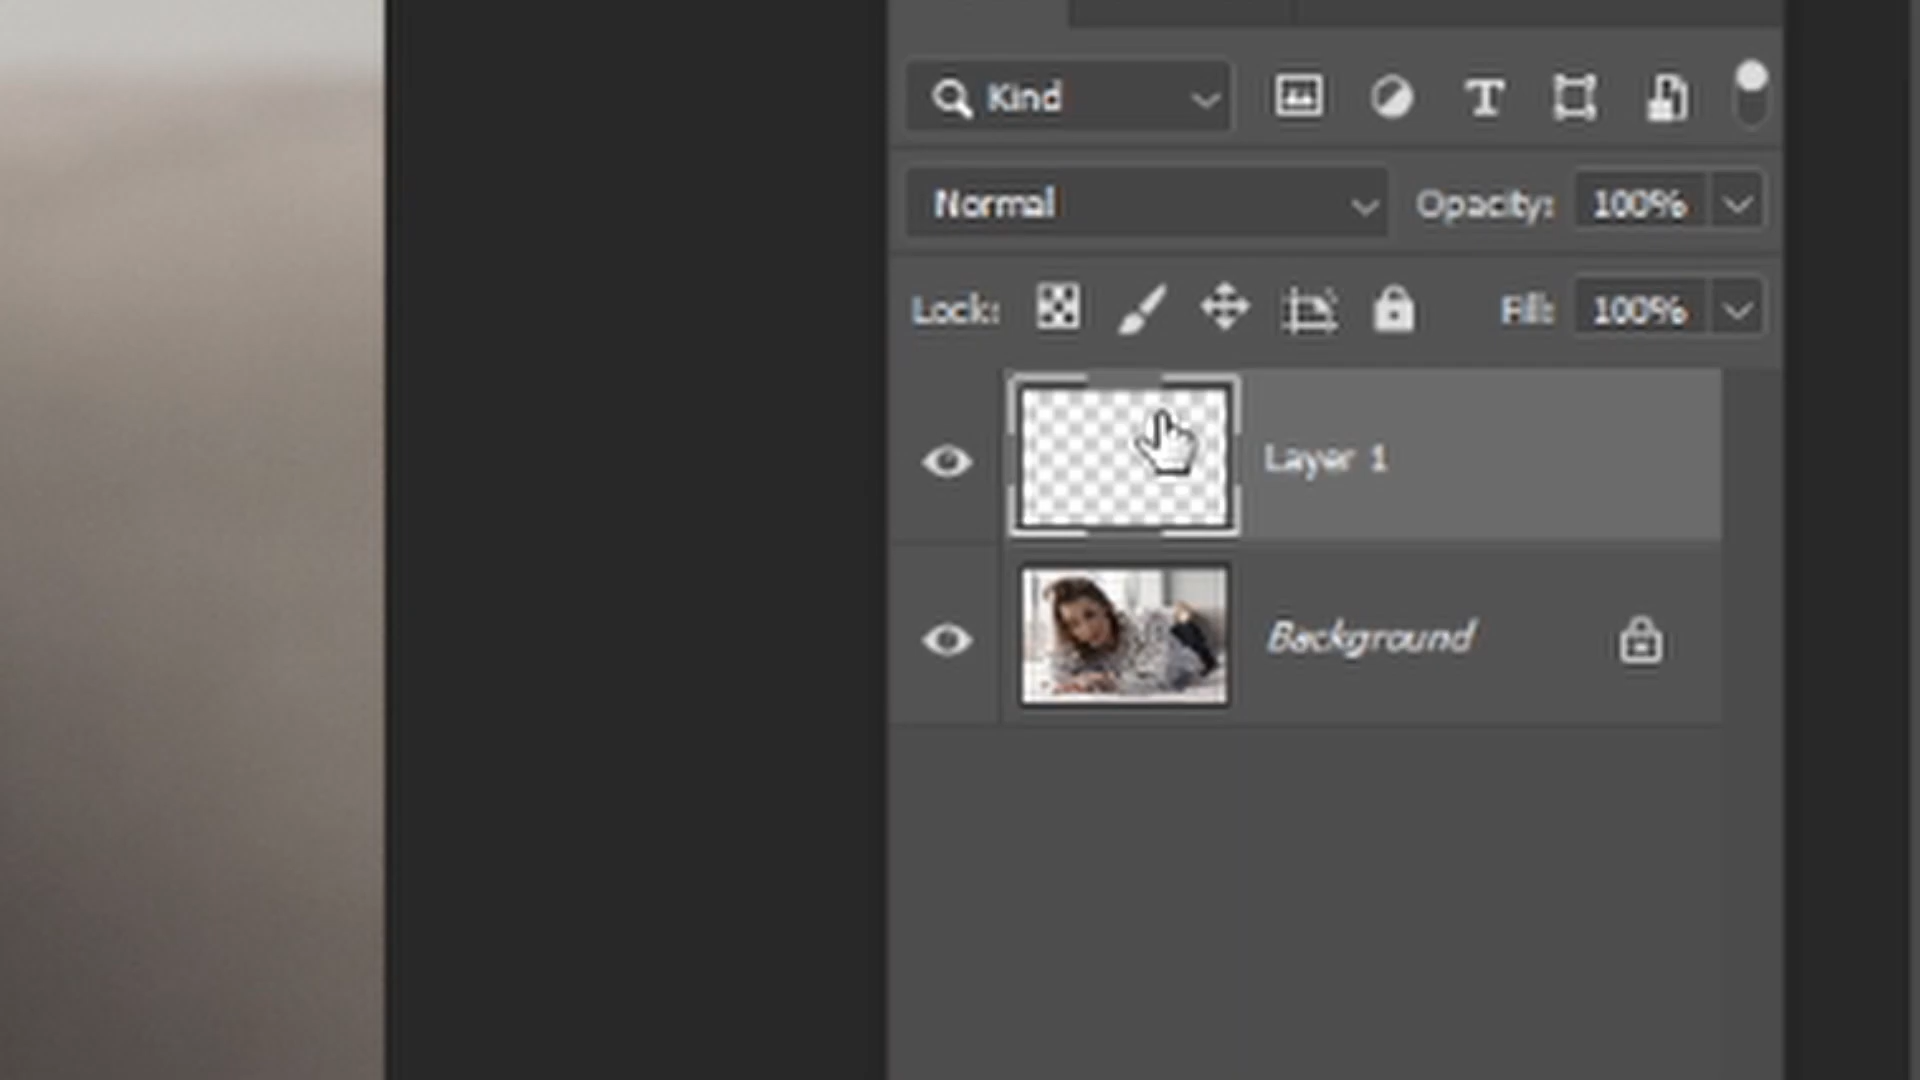 Kind
Normal Opacity: 100%
Lock: Fill: 100%
Layer 1
Background